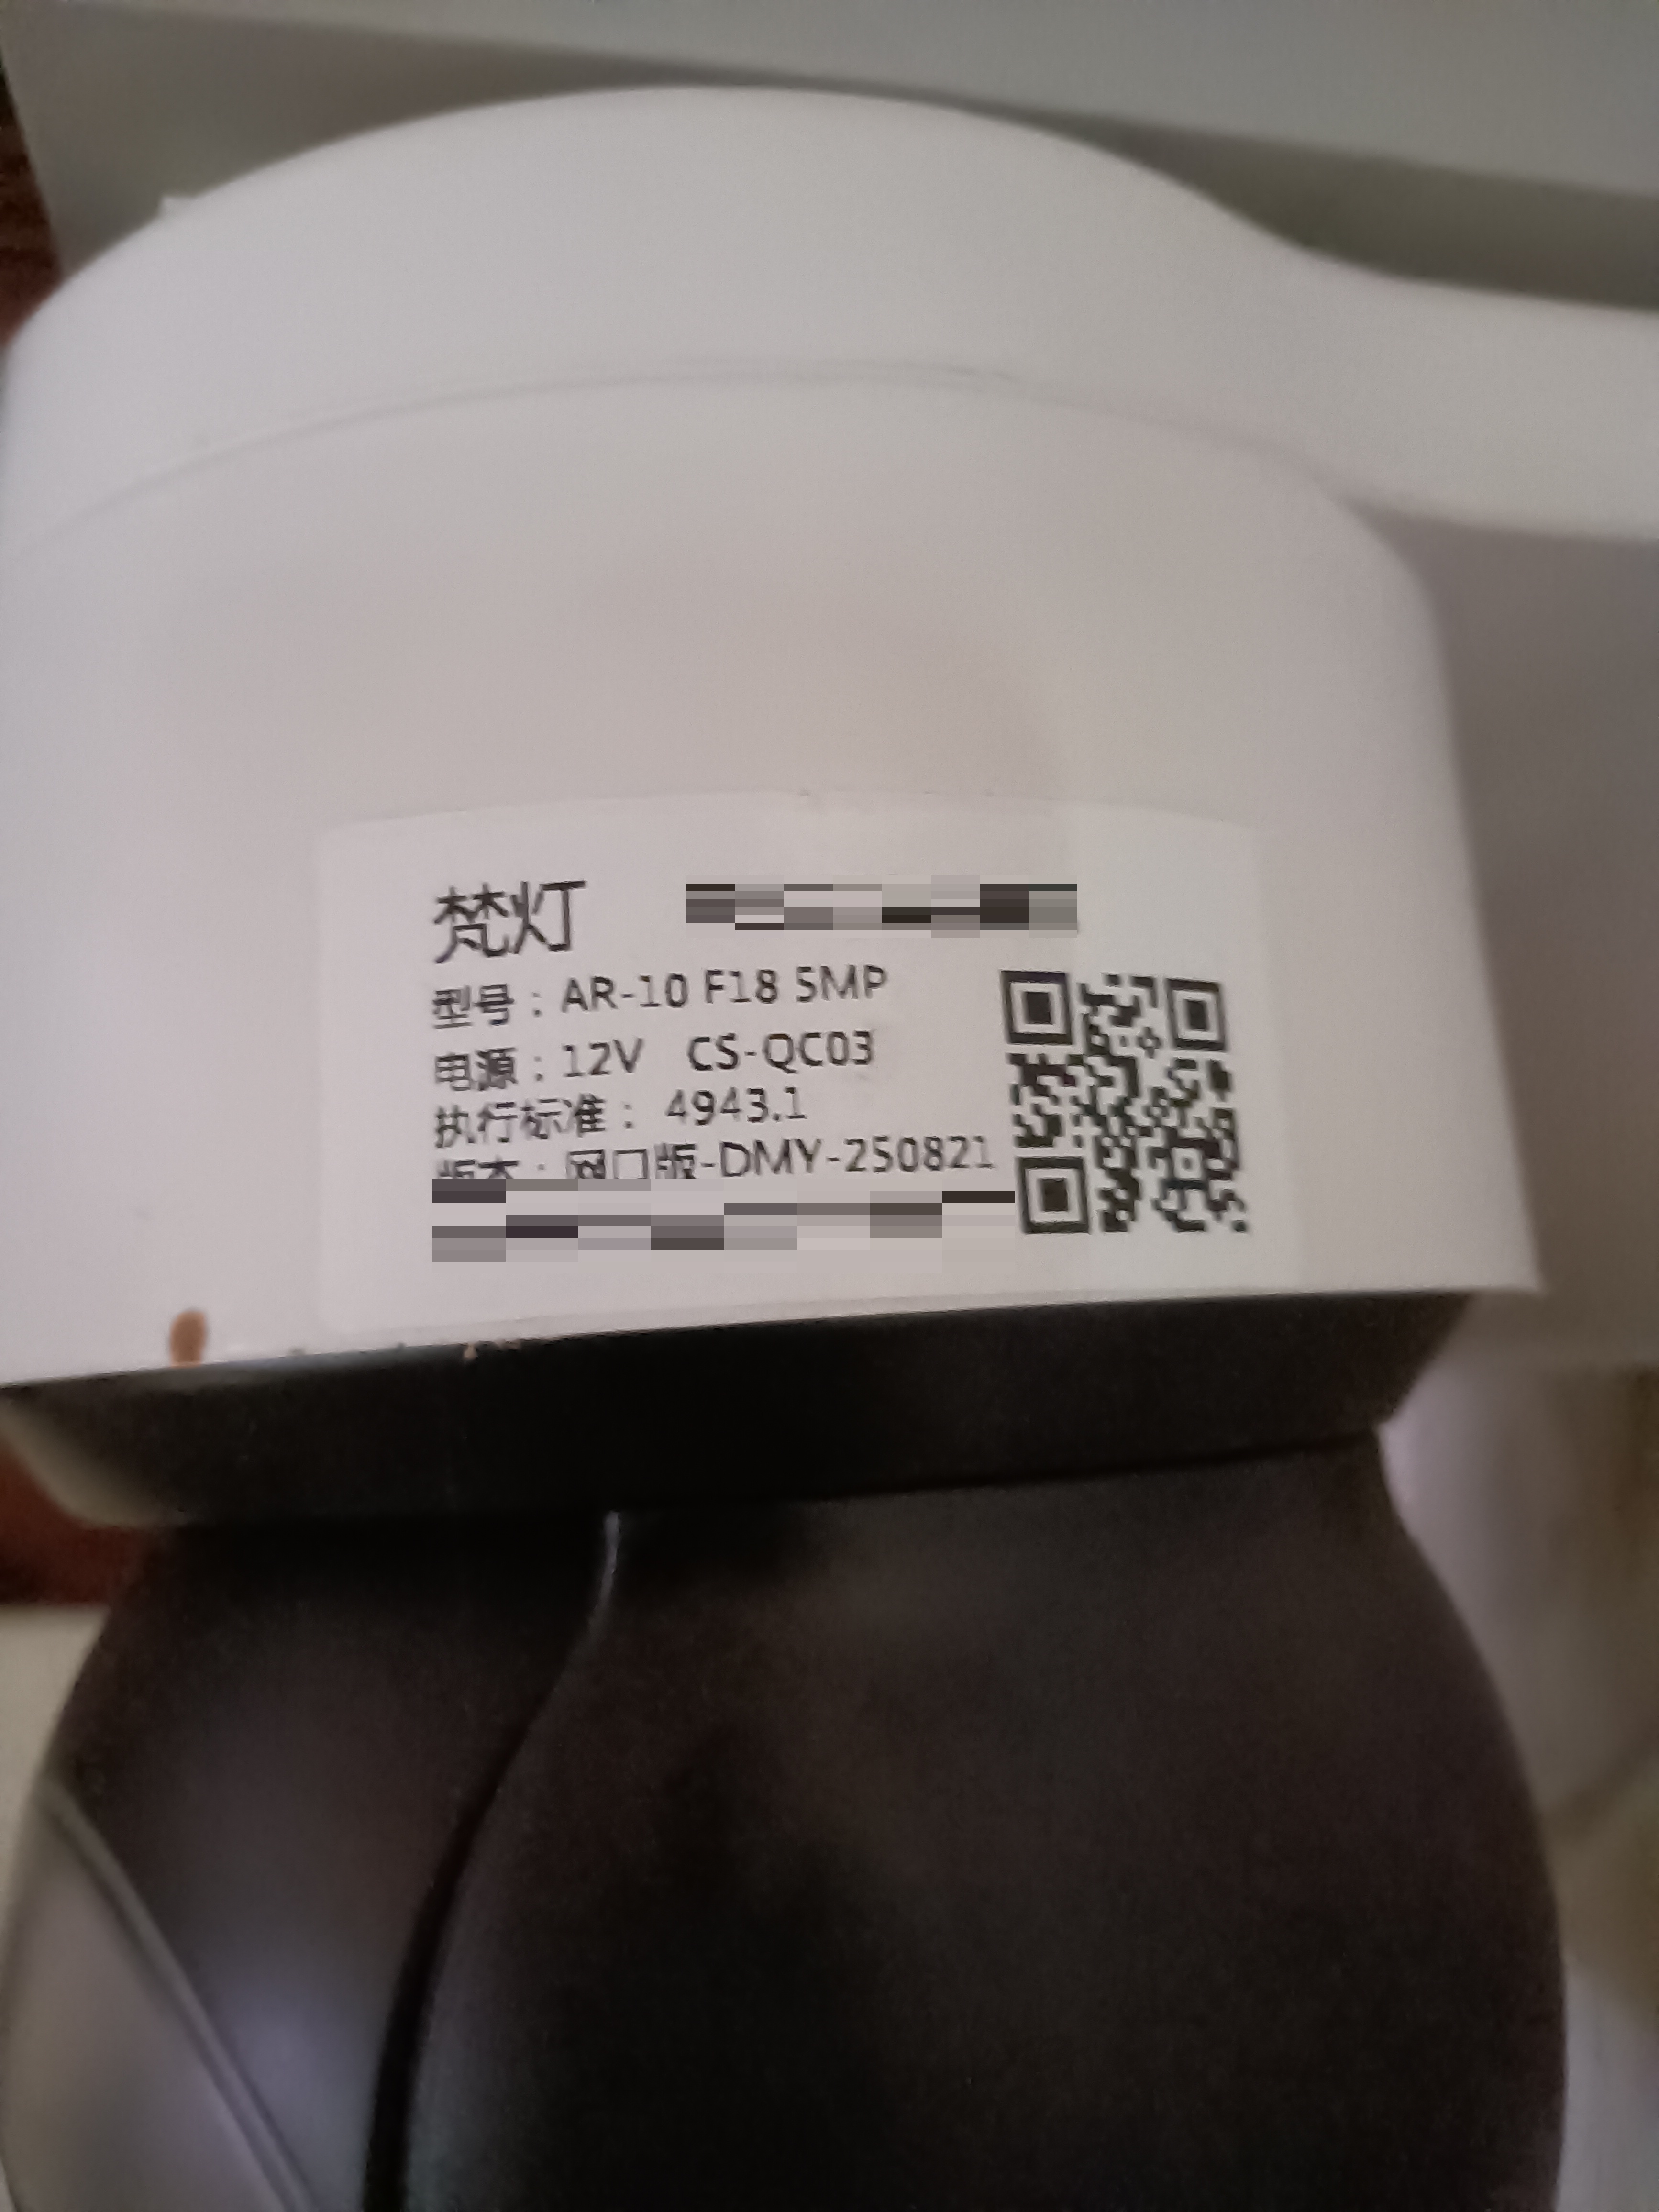 梵灯
型号：AR-10 F18 5MP
电源：12V CS-QC03
执行标准：4943.1
版本：网口版-DMY-250821